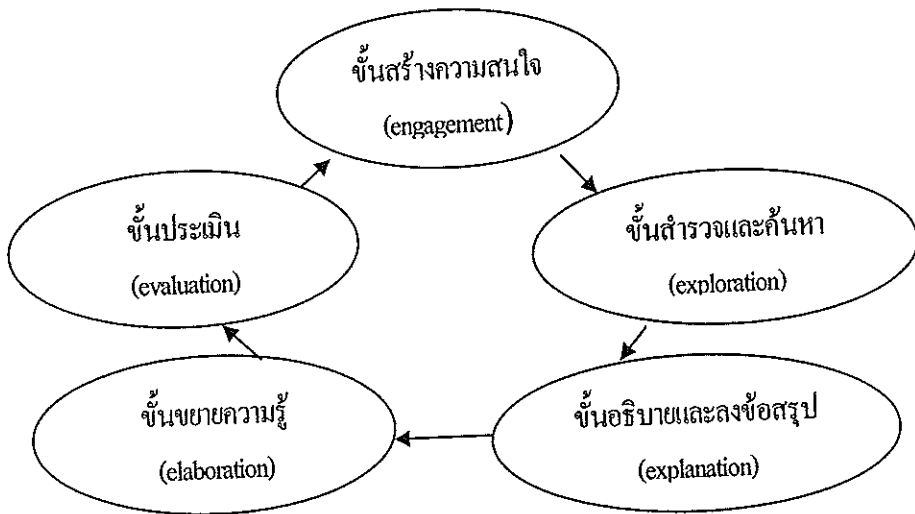 ขั้นสร้างความสนใจ
(engagement)
ขั้นประเมิน
(evaluation)
ขั้นสำรวจและค้นหา
(exploration)
ขั้นขยายความรู้
(elaboration)
ขั้นอธิบายและลงข้อสรุป
(explanation)